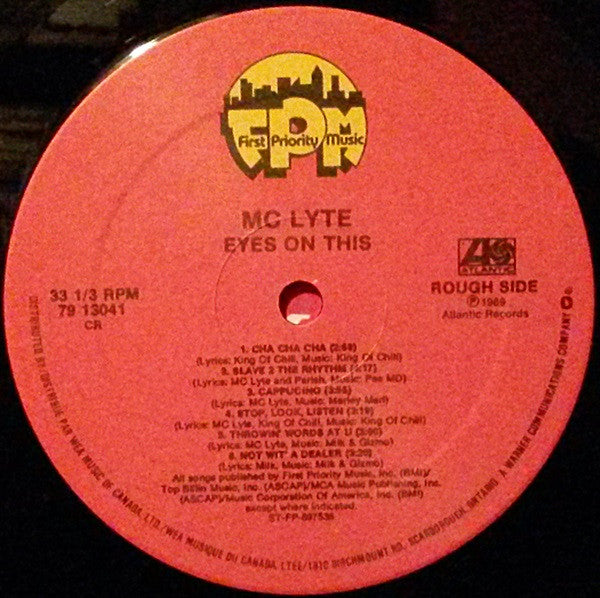 FPM
First Priority Music
MC LYTE
EYES ON THIS
33 1/3 RPM
79 13041
CR
ATLANTIC
ROUGH SIDE
℗ 1989
Atlantic Records
1. CHA CHA CHA
(Lyrics: King Of Chill, Music: King Of Chill)
2. SLAVE 2 THE RHYTHM
(Lyrics: MC Lyte and Parish, Music: Pee MD)
3. CAPPUCINO
(Lyrics: MC Lyte, Music: Marley Marl)
4. STOP, LOOK, LISTEN (3:19)
(Lyrics: MC Lyte, King Of Chill, Music: King Of Chill)
5. THROWIN' WORDS AT U
(Lyrics: MC Lyte, Music: Milk & Gizmo)
6. NOT WIT' A DEALER
(Lyrics: Milk, Music: Milk & Gizmo)
All songs published by First Priority Music, Inc. (BMI)/
Top Billin Music, Inc. (ASCAP)/MCA Music Publishing, Inc.
(ASCAP)/Music Corporation Of America, Inc. (BMI)
except where indicated.
ST-FP-897536
DISTRIBUTED BY/DISTRIBUÉ PAR WEA MUSIC OF CANADA, LTD./WEA MUSIQUE DU CANADA, LTEE/1810 BIRCHMOUNT RD., SCARBOROUGH, ONTARIO. A WARNER COMMUNICATIONS COMPANY